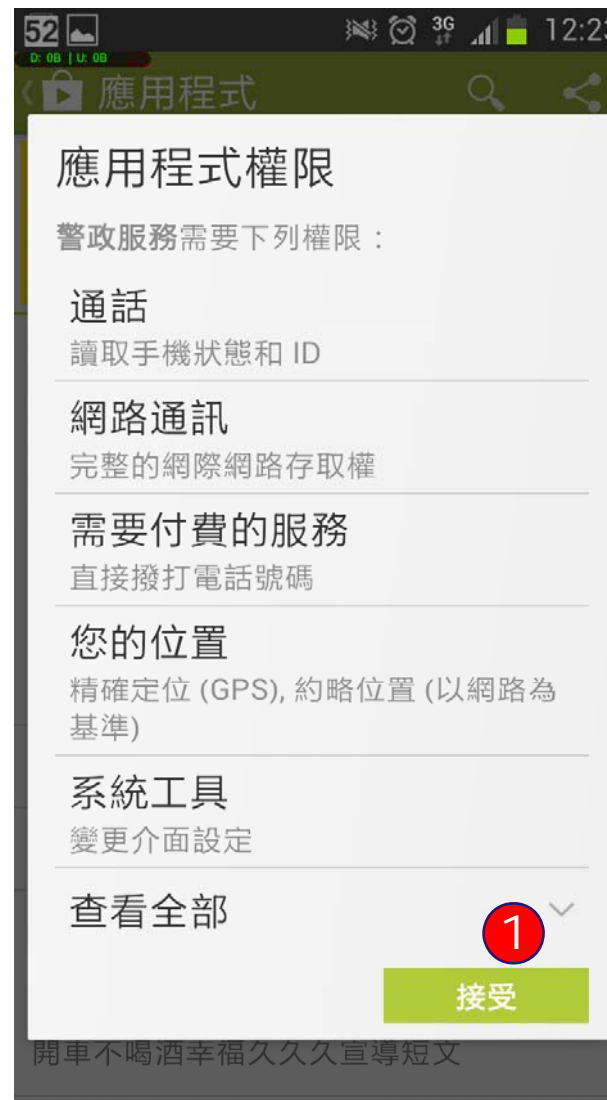 52 3G 12:23
D: 0B | U: 0B
應用程式
應用程式權限
警政服務需要下列權限：
通話
讀取手機狀態和 ID
網路通訊
完整的網際網路存取權
需要付費的服務
直接撥打電話號碼
您的位置
精確定位 (GPS), 約略位置 (以網路為
基準)
系統工具
變更介面設定
查看全部
1
接受
開車不喝酒幸福久久久宣導短文